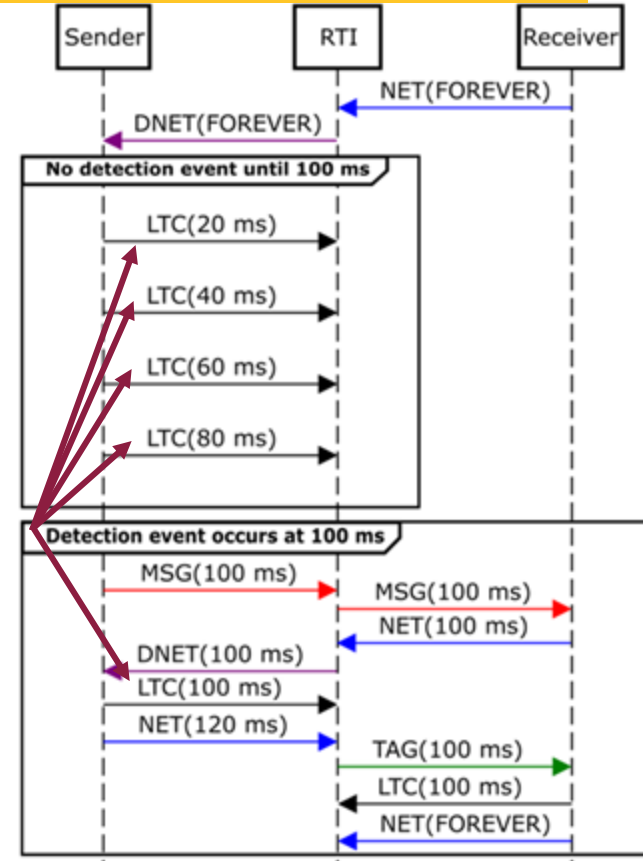 Sender RTI Receiver
NET(FOREVER)
DNET(FOREVER)
No detection event until 100 ms
LTC(20 ms)
LTC(40 ms)
LTC(60 ms)
LTC(80 ms)
Detection event occurs at 100 ms
MSG(100 ms)
MSG(100 ms)
NET(100 ms)
DNET(100 ms)
LTC(100 ms)
NET(120 ms)
TAG(100 ms)
LTC(100 ms)
NET(FOREVER)